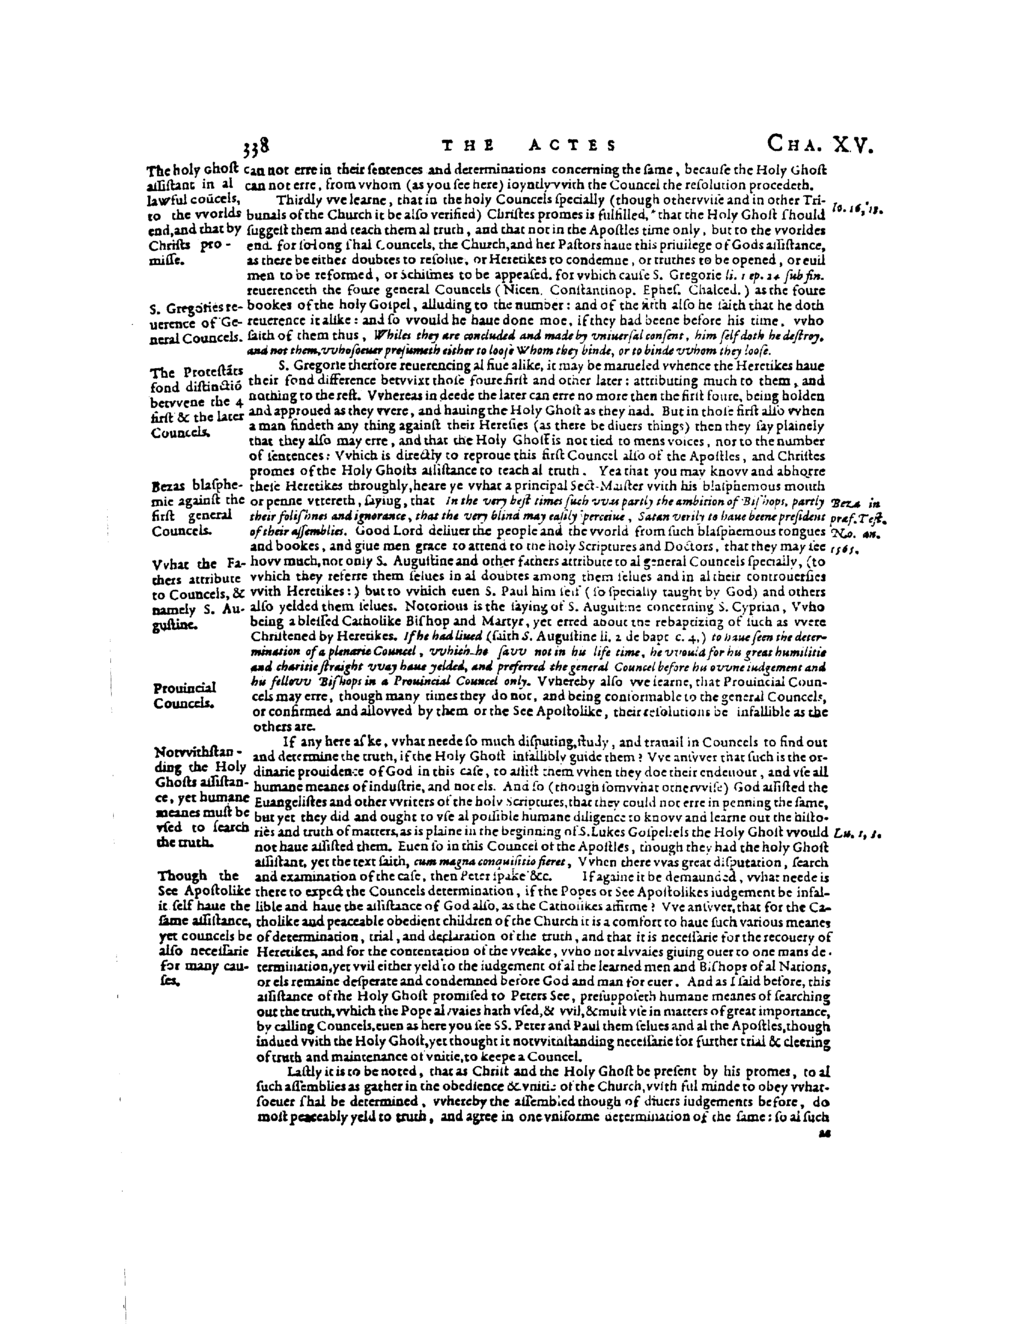 338 THE ACTES CHA. XV.
The holy Ghoſt
aſſiſtant in al
lawful coūcels,
to the vvorlds
end, and that by
Chriſts pro-
miſſe.
can not erre in their ſentences and determinations concerning the ſame, becauſe the Holy Ghoſt
can not erre, from vvhom (as you ſee here) ioyntly vvith the Councel the reſolution procedeth.
Thirdly vve learne, that in the holy Councels ſpecially (though othervviſe and in other Tri-
bunals of the Church it be alſo verified) Chriſtes promes is fulfilled, * that the Holy Ghoſt ſhould
ſuggeſt them and teach them al truth, and that not in the Apoſtles time only, but to the vvorldes
end. for ſo long ſhal Councels, the Church, and her Paſtors haue this priuilege of Gods aſſiſtance,
as there be either doubtes to reſolue, or Heretikes to condemne, or truthes to be opened, or euil
men to be reformed, or Schiſmes to be appeaſed. for vvhich cauſe S. Gregorie li. 1 ep. 24 ſub fin.
reuerenceth the foure general Councels (Nicen. Conſtantinop. Epheſ. Chalced.) as the foure
bookes of the holy Goſpel, alluding to the number: and of the fifth alſo he ſaith that he doth
reuerence it alike: and ſo vvould he haue done moe, if they had beene before his time. vvho
ſaith of them thus, Whiles they are concluded and made by vniuerſal conſent, him ſelf doth he deſtroy,
and not them, vvhoſoeuer preſumeth either to looſe whom they binde, or to binde vvhom they looſe.
Io. 16, 13.
S. Gregories re-
uerence of Ge-
neral Councels.
The Proteſtāts
fond diſtinctiō
betvvene the 4
firſt & the later
Councels.
S. Gregorie therfore reuerencing al fiue alike, it may be marueled vvhence the Heretikes haue
their fond difference betvvixt thoſe foure firſt and other later: attributing much to them, and
nothing to the reſt. Vvhereas in deede the later can erre no more then the firſt foure, being holden
and approued as they vvere, and hauing the Holy Ghoſt as they had. But in thoſe firſt alſo vvhen
a man findeth any thing againſt their Hereſies (as there be diuers things) then they ſay plainely
that they alſo may erre, and that the Holy Ghoſt is not tied to mens voices, nor to the number
of ſentences: Vvhich is directly to reproue this firſt Councel alſo of the Apoſtles, and Chriſtes
promes of the Holy Ghoſts aſſiſtance to teach al truth. Yea that you may knovv and abhorre
theſe Heretikes throughly, heare ye vvhat a principal Sect-Maiſter vvith his blaſphemous mouth
or penne vttereth, ſaying, that In the very beſt times ſuch vvas partly the ambition of Biſhops, partly
their foliſhnes and ignorance, that the very blind may eaſily perceiue, Satan verily to haue beene preſident
of their aſſemblies. Good Lord deliuer the people and the vvorld from ſuch blaſphemous tongues
and bookes, and giue men grace to attend to the holy Scriptures and Doctors, that they may ſee
Bezas blaſphe-
mie againſt the
firſt general
Councels.
Beza in
præf. Teſt.
No. an.
1565.
Vvhat the Fa-
thers attribute
to Councels, &
namely S. Au-
guſtine.
hovv much, not only S. Auguſtine and other fathers attribute to al general Councels ſpecially, (to
vvhich they referre them ſelues in al doubtes among them ſelues and in al their controuerſies
vvith Heretikes:) but to vvhich euen S. Paul him ſelf (ſo ſpecially taught by God) and others
alſo yelded them ſelues. Notorious is the ſaying of S. Auguſtine concerning S. Cyprian, Vvho
being a bleſſed Catholike Biſhop and Martyr, yet erred about the rebaptizing of ſuch as vvere
Chriſtened by Heretikes. If he had liued (ſaith S. Auguſtine li. 2 de bapt c. 4.) to haue ſeen the deter-
mination of a plenarie Councel, vvhich he ſavv not in his life time, he vvould for his great humilitie
and charitie ſtraight vvay haue yelded, and preferred the general Councel before his ovvne iudgement and
his fellovv Biſhops in a Prouincial Councel only. Vvhereby alſo vve learne, that Prouincial Coun-
cels may erre, though many times they do not, and being conformable to the general Councels,
or confirmed and allovved by them or the See Apoſtolike, their reſolutions be infallible as the
others are.
Prouincial
Councels.
Notvvithſtan-
ding the Holy
Ghoſts aſſiſtan-
ce, yet humane
meanes muſt be
vſed to ſearch
the truth.
If any here aſke, vvhat neede ſo much diſputing, ſtudy, and trauail in Councels to find out
and determine the truth, if the Holy Ghoſt infallibly guide them? Vve anſvver that ſuch is the or-
dinarie prouidence of God in this caſe, to aſſiſt them vvhen they doe their endeuour, and vſe all
humane meanes of induſtrie, and not els. And ſo (though ſomvvhat othervviſe) God aſſiſted the
Euangeliſtes and other vvriters of the holy Scriptures, that they could not erre in penning the ſame,
but yet they did and ought to vſe al poſſible humane diligence to knovv and learne out the hiſto-
ries and truth of matters, as is plaine in the beginning of S. Lukes Goſpel: els the Holy Ghoſt would
not haue aſſiſted them. Euen ſo in this Councel of the Apoſtles, though they had the holy Ghoſt
aſſiſtant, yet the text ſaith, cum magna conquiſitio fieret, Vvhen there vvas great diſputation, ſearch
and examination of the caſe, then Peter ſpake &c. If againe it be demaunded, vvhat neede is
there to expect the Councels determination, if the Popes or See Apoſtolikes iudgement be infal-
lible and haue the aſſiſtance of God alſo, as the Catholikes affirme? Vve anſvver, that for the Ca-
tholike and peaceable obedient children of the Church it is a comfort to haue ſuch various meanes
of determination, trial, and declaration of the truth, and that it is neceſſarie for the recouery of
Heretikes, and for the contentation of the vveake, vvho not alvvaies giuing ouer to one mans de-
termination, yet vvil either yeld to the iudgement of al the learned men and Biſhops of al Nations,
or els remaine deſperate and condemned before God and man for euer. And as I ſaid before, this
aſſiſtance of the Holy Ghoſt promiſed to Peters See, preſuppoſeth humane meanes of ſearching
out the truth, vvhich the Pope alvvaies hath vſed, & vvil, & muſt vſe in matters of great importance,
by calling Councels, euen as here you ſee SS. Peter and Paul them ſelues and al the Apoſtles, though
indued vvith the Holy Ghoſt, yet thought it notvvithſtanding neceſſarie for further trial & cleering
of truth and maintenance of vnitie, to keepe a Councel.
Lu. 1, 1.
Though the
See Apoſtolike
it ſelf haue the
ſame aſſiſtance,
yet councels be
alſo neceſſarie
for many cau-
ſes.
Laſtly it is to be noted, that as Chriſt and the Holy Ghoſt be preſent by his promes, to al
ſuch aſſemblies as gather in the obedience & vnitie of the Church, vvith ful minde to obey vvhat-
ſoeuer ſhal be determined, vvhereby the aſſembled though of diuers iudgements before, do
moſt peaceably yeld to truth, and agree in one vniforme determination of the ſame: ſo al ſuch
as